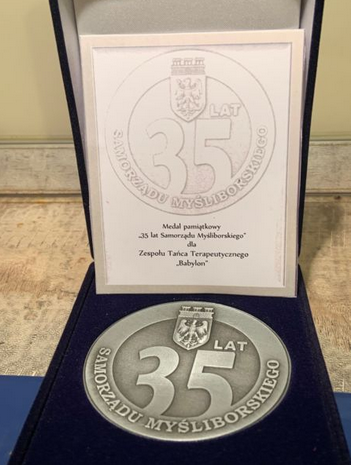 35 LAT
SAMORZĄDU MYŚLIBORSKIEGO
Medal pamiątkowy
„35 lat Samorządu Myśliborskiego”
dla
Zespołu Tańca Terapeutycznego
„Babylon”
35 LAT
SAMORZĄDU MYŚLIBORSKIEGO